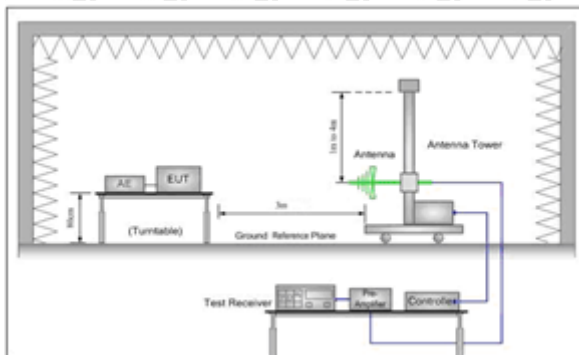 1m to 4m
Antenna
Antenna Tower
AE
EUT
80cm
(Turntable)
3m
Ground Reference Plane
Test Receiver
Pre-
Amplifier
Controller